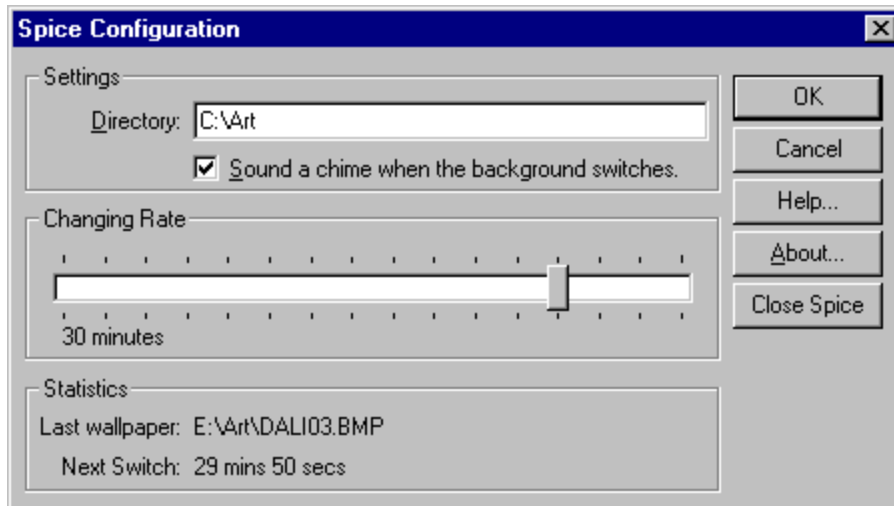 Spice Configuration
Settings
Directory: C:\Art
Sound a chime when the background switches.
Changing Rate
30 minutes
Statistics
Last wallpaper: E:\Art\DALI03.BMP
Next Switch: 29 mins 50 secs
OK
Cancel
Help...
About...
Close Spice